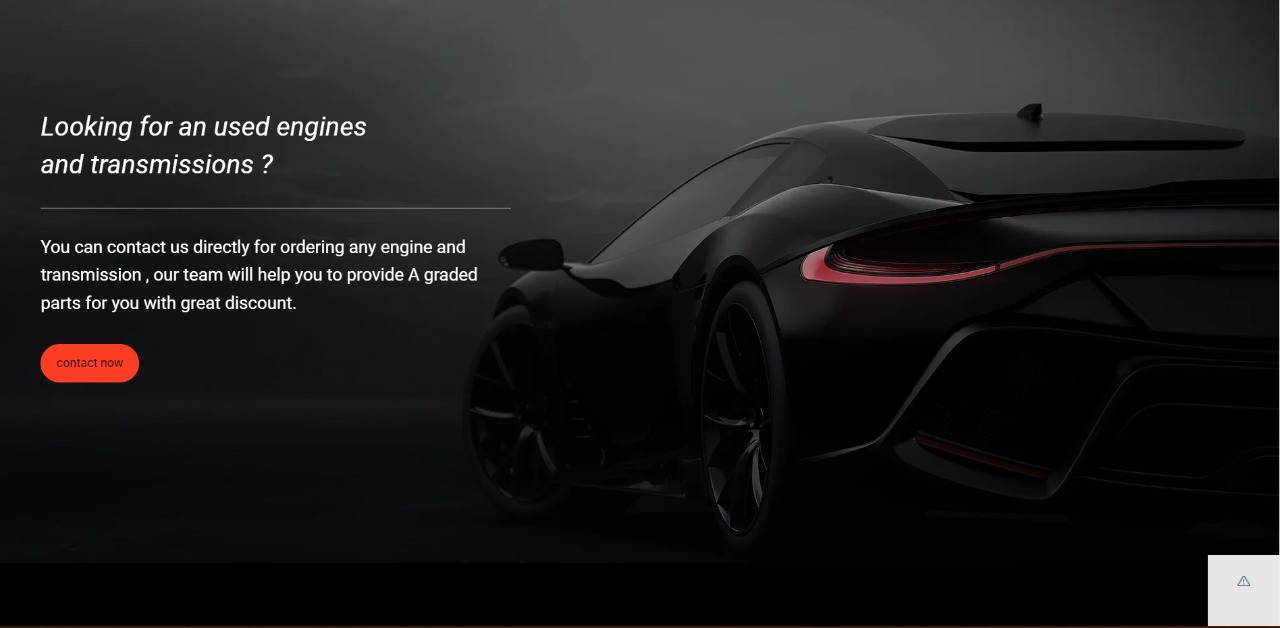 Looking for an used engines
and transmissions ?
You can contact us directly for ordering any engine and
transmission , our team will help you to provide A graded
parts for you with great discount.
contact now